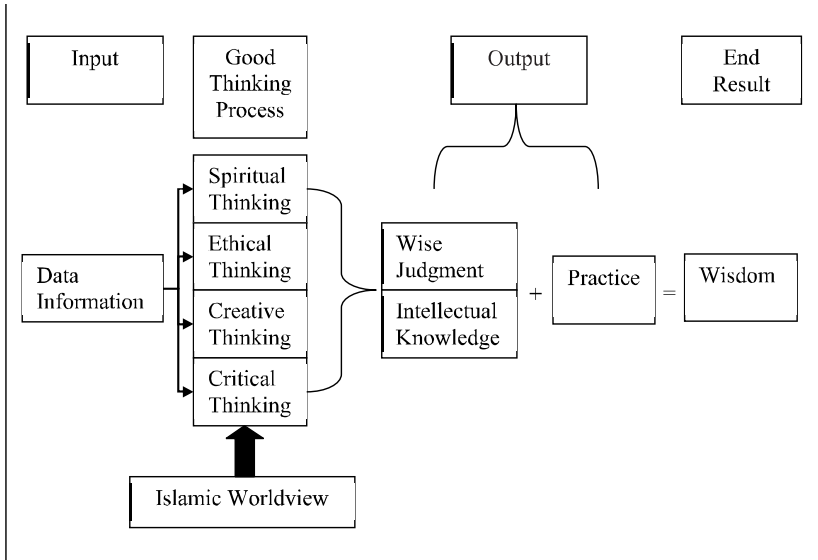 Input
Good
Thinking
Process
Output
End
Result
Spiritual
Thinking
Ethical
Thinking
Creative
Thinking
Critical
Thinking
Data
Information
Wise
Judgment
Intellectual
Knowledge
+
Practice
=
Wisdom
Islamic Worldview